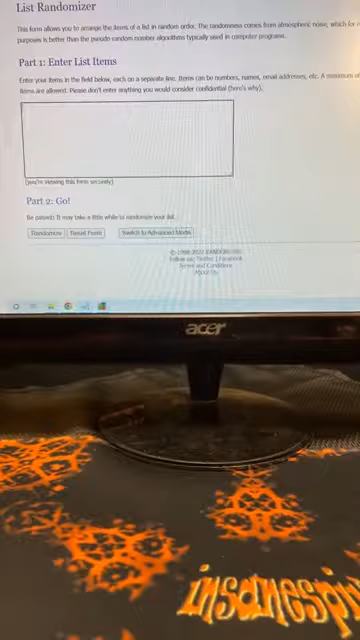 List Randomizer
This form allows you to arrange the items of a list in random order. The randomness comes from atmospheric noise, which for
purposes is better than the pseudo-random number algorithms typically used in computer programs.
Part 1: Enter List Items
Enter your items in the field below, each on a separate line. Items can be numbers, names, email addresses, etc. A maximum of
items are allowed. Please don't enter anything you would consider confidential (here's why).
(you're viewing this form securely)
Part 2: Go!
Be patient! It may take a little while to randomize your list.
Randomize Reset Form Switch to Advanced Mode
Follow us: Twitter | Facebook
Terms and Conditions
About Us
acer
insanespi